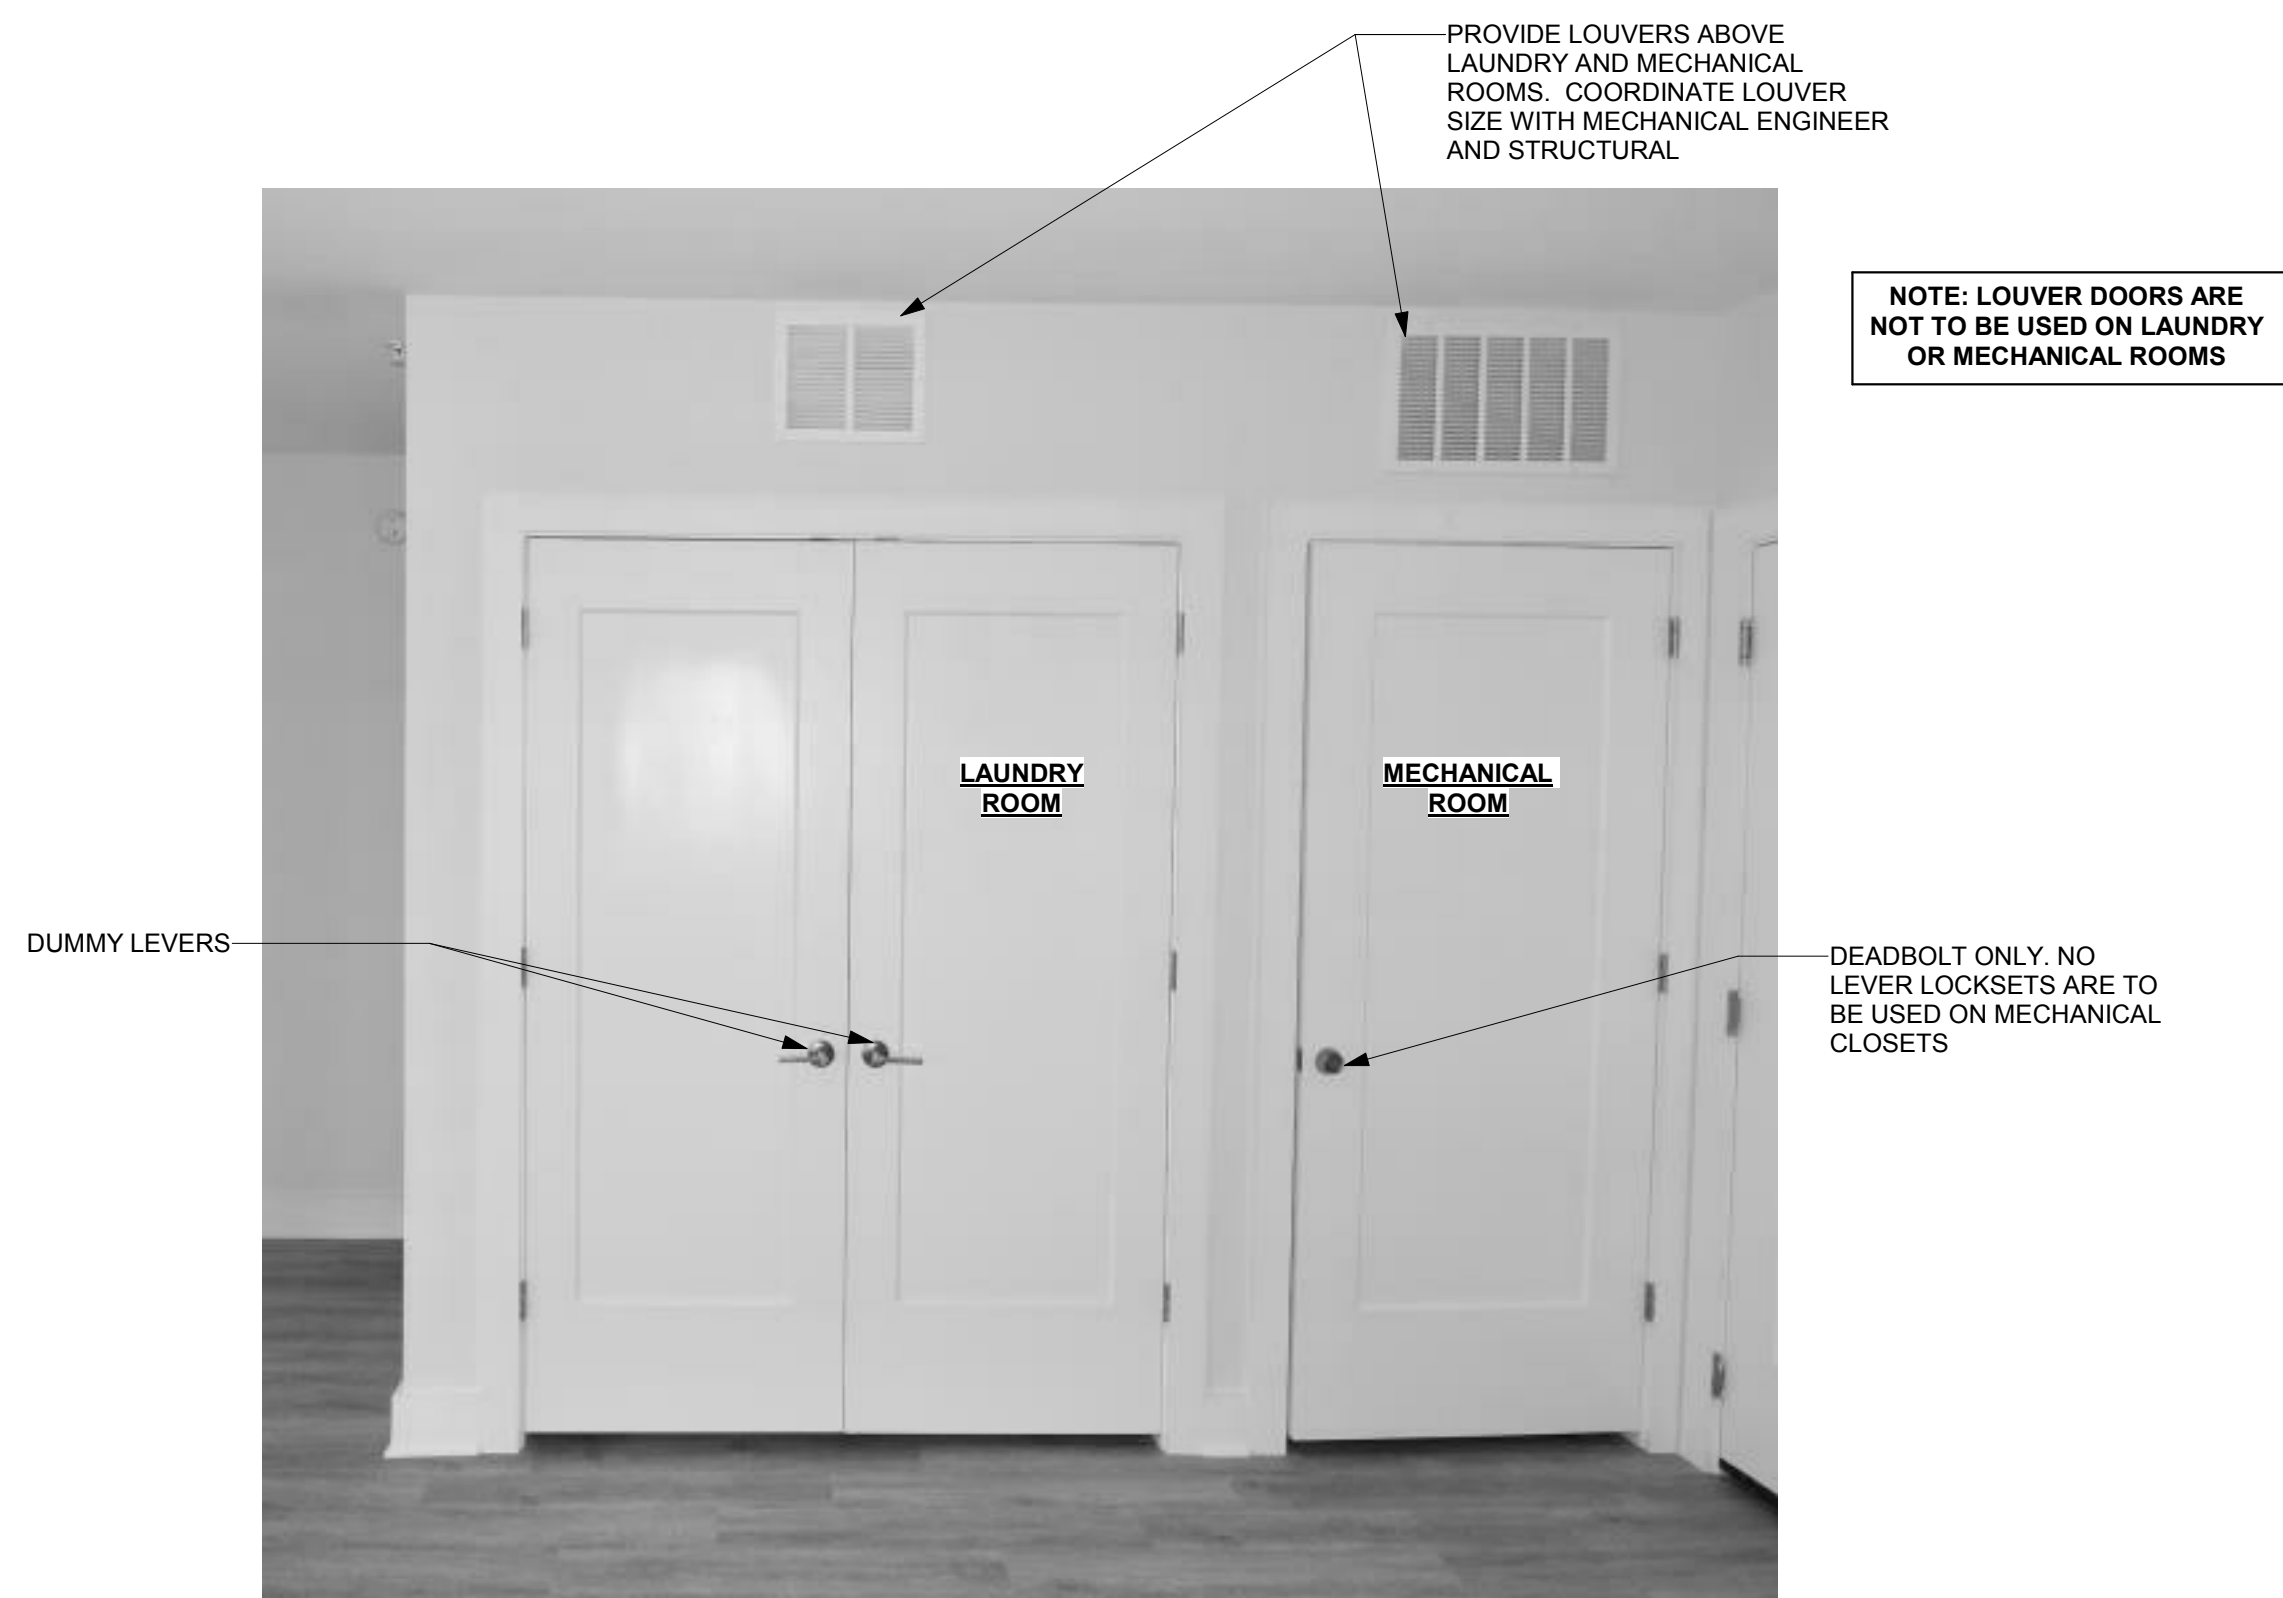 PROVIDE LOUVERS ABOVE
LAUNDRY AND MECHANICAL
ROOMS.  COORDINATE LOUVER
SIZE WITH MECHANICAL ENGINEER
AND STRUCTURAL
NOTE: LOUVER DOORS ARE
NOT TO BE USED ON LAUNDRY
OR MECHANICAL ROOMS
LAUNDRY
ROOM
MECHANICAL
ROOM
DUMMY LEVERS
DEADBOLT ONLY. NO
LEVER LOCKSETS ARE TO
BE USED ON MECHANICAL
CLOSETS